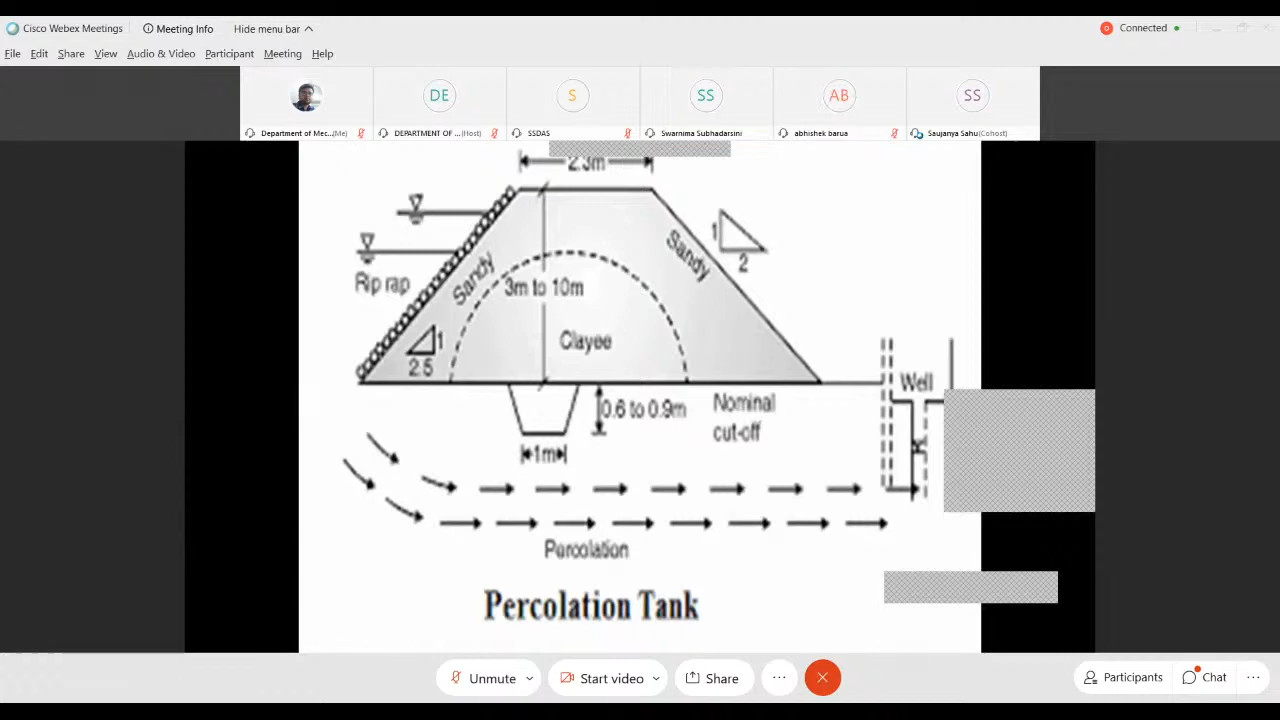 Cisco Webex Meetings
Meeting Info
Hide menu bar
Connected
File Edit Share View Audio & Video Participant Meeting Help
DE S SS AB SS
Department of Mec...(Me) DEPARTMENT OF ...(Host) SSDAS Swarnima Subhadarsini abhishek barua Saujanya Sahu(Cohost)
2.3m
Sandy
Sandy
1
2
Rip rap
3m to 10m
Clayee
1
2.5
Well
0.6 to 0.9m
Nominal
cut-off
1m
Percolation
Percolation Tank
Unmute
Start video
Share
Participants
Chat